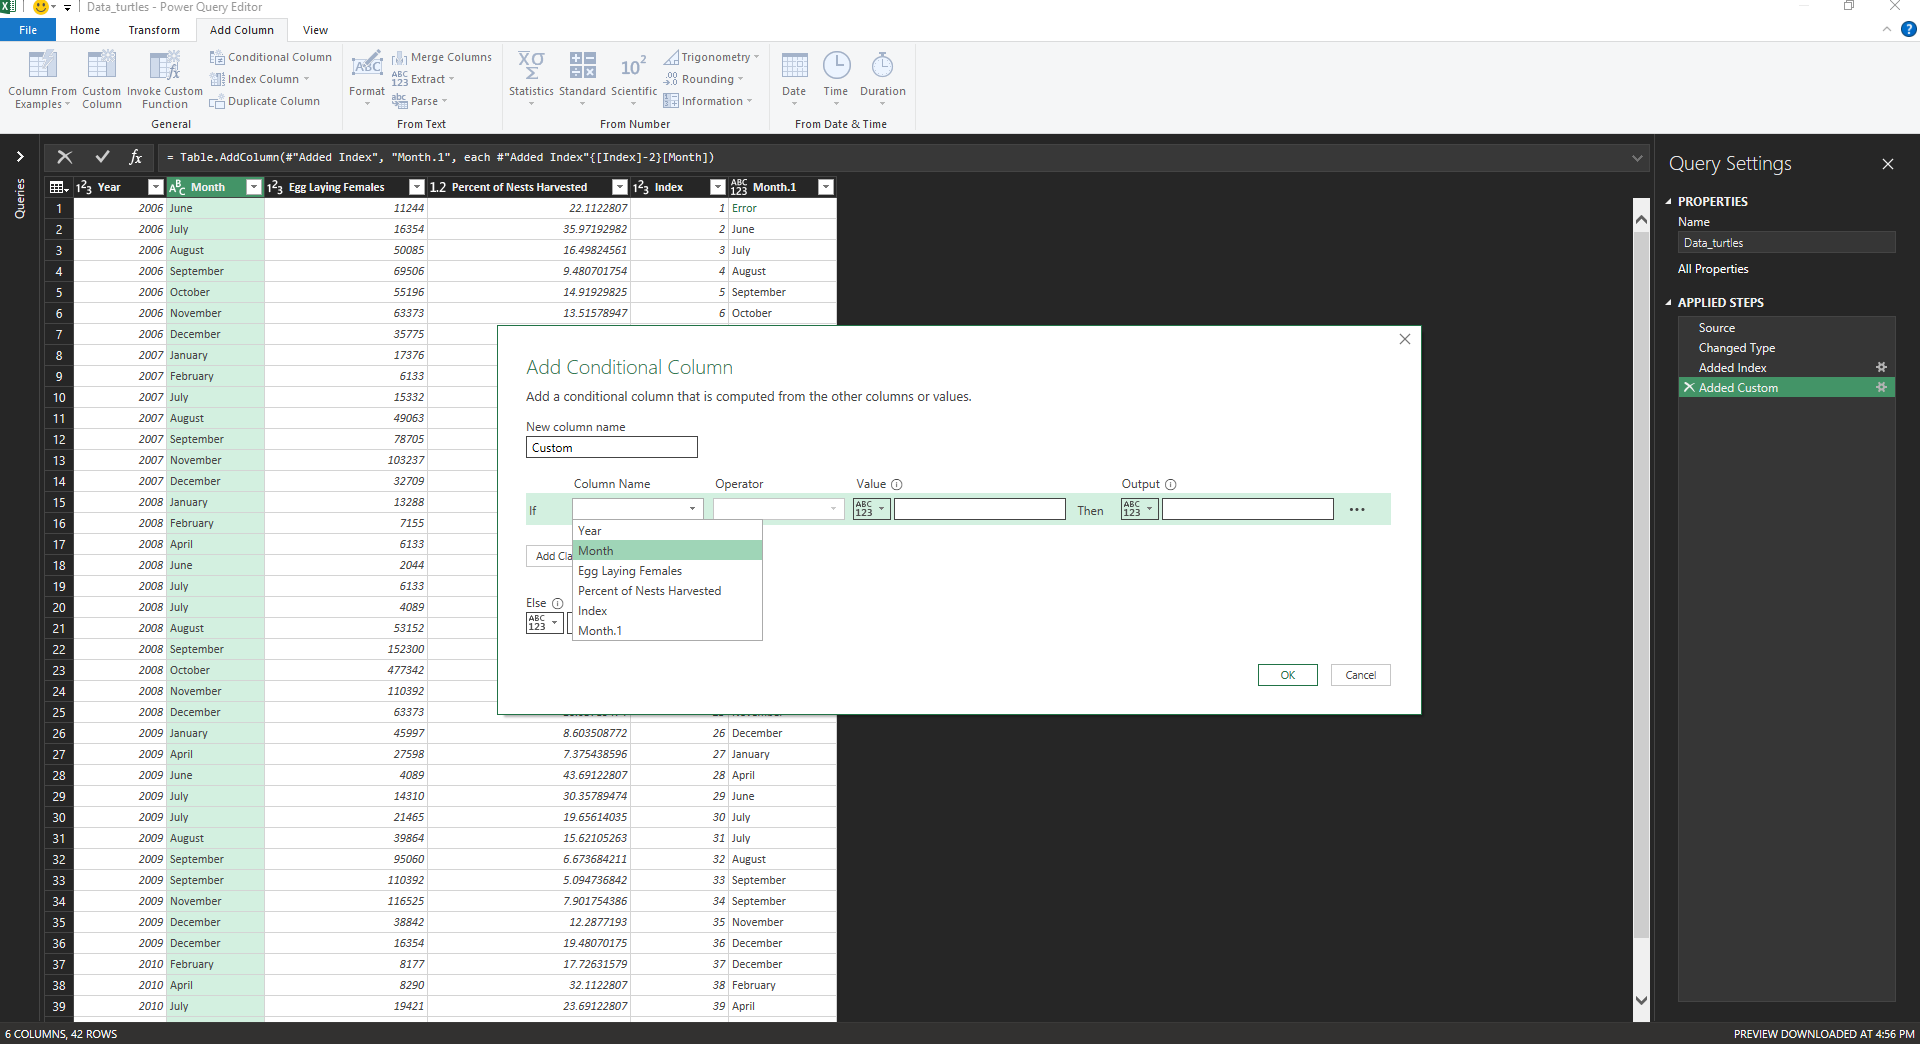 Data_turtles - Power Query Editor
File Home Transform Add Column View
Column From Examples
Custom Column
Invoke Custom Function
Conditional Column
Index Column
Duplicate Column
General
Format
Merge Columns
Extract
Parse
From Text
Statistics
Standard
Scientific
Trigonometry
Rounding
Information
From Number
Date
Time
Duration
From Date & Time
Queries
= Table.AddColumn(#"Added Index", "Month.1", each #"Added Index"{[Index]-2}[Month])
Year Month Egg Laying Females 1.2 Percent of Nests Harvested Index Month.1
1 2006 June 11244 22.1122807 1 Error
2 2006 July 16354 35.97192982 2 June
3 2006 August 50085 16.49824561 3 July
4 2006 September 69506 9.480701754 4 August
5 2006 October 55196 14.91929825 5 September
6 2006 November 63373 13.51578947 6 October
7 2006 December 35775
8 2007 January 17376
9 2007 February 6133
10 2007 July 15332
11 2007 August 49063
12 2007 September 78705
13 2007 November 103237
14 2007 December 32709
15 2008 January 13288
16 2008 February 7155
17 2008 April 6133
18 2008 June 2044
19 2008 July 6133
20 2008 July 4089
21 2008 August 53152
22 2008 September 152300
23 2008 October 477342
24 2008 November 110392
25 2008 December 63373
26 2009 January 45997 8.603508772 26 December
27 2009 April 27598 7.375438596 27 January
28 2009 June 4089 43.69122807 28 April
29 2009 July 14310 30.35789474 29 June
30 2009 July 21465 19.65614035 30 July
31 2009 August 39864 15.62105263 31 July
32 2009 September 95060 6.673684211 32 August
33 2009 September 110392 5.094736842 33 September
34 2009 November 116525 7.901754386 34 September
35 2009 December 38842 12.2877193 35 November
36 2009 December 16354 19.48070175 36 December
37 2010 February 8177 17.72631579 37 December
38 2010 April 8290 32.1122807 38 February
39 2010 July 19421 23.69122807 39 April
Add Conditional Column
Add a conditional column that is computed from the other columns or values.
New column name
Custom
Column Name Operator Value Output
If ABC 123 Then ABC 123 ...
Year
Month
Egg Laying Females
Percent of Nests Harvested
Index
Month.1
Add Cla
Else
ABC 123
OK Cancel
Query Settings
PROPERTIES
Name
Data_turtles
All Properties
APPLIED STEPS
Source
Changed Type
Added Index
Added Custom
6 COLUMNS, 42 ROWS
PREVIEW DOWNLOADED AT 4:56 PM